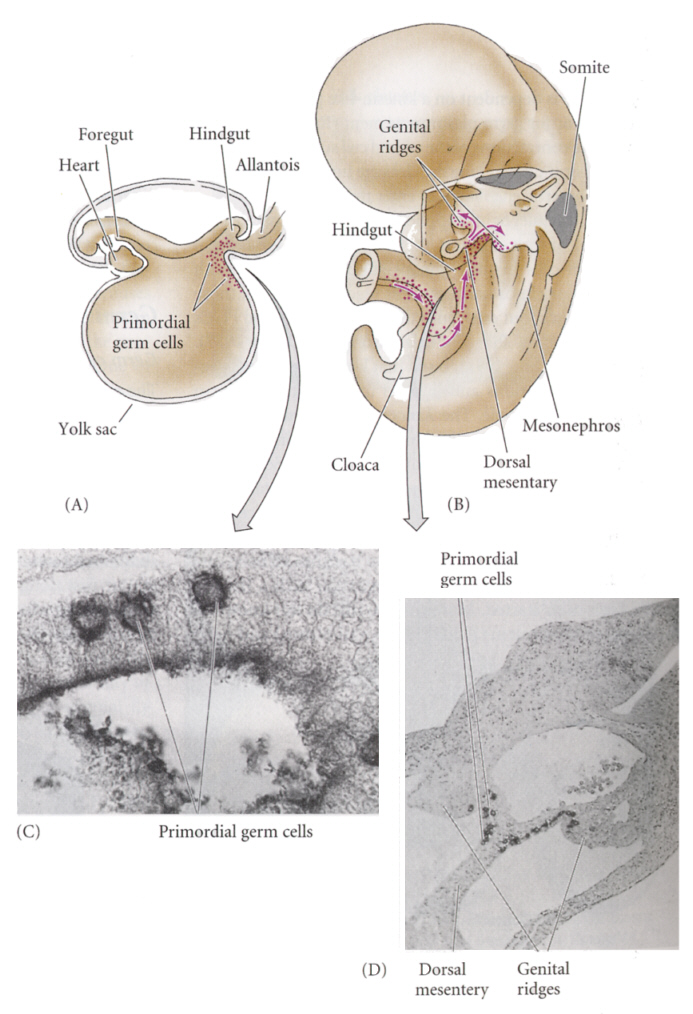 Foregut
Hindgut
Heart
Allantois
Primordial
germ cells
Yolk sac
(A)
Somite
Genital
ridges
Hindgut
Mesonephros
Cloaca
Dorsal
mesentary
(B)
Primordial
germ cells
(C)
Primordial germ cells
(D)
Dorsal
mesentery
Genital
ridges